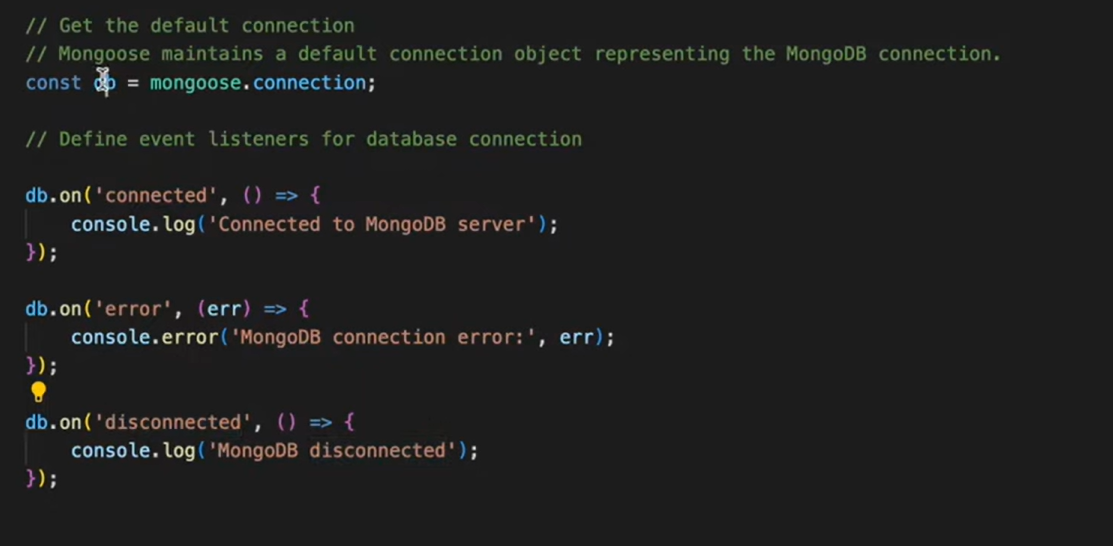 // Get the default connection
// Mongoose maintains a default connection object representing the MongoDB connection.
const db = mongoose.connection;
// Define event listeners for database connection
db.on('connected', () => {
console.log('Connected to MongoDB server');
});
db.on('error', (err) => {
console.error('MongoDB connection error:', err);
});
db.on('disconnected', () => {
console.log('MongoDB disconnected');
});